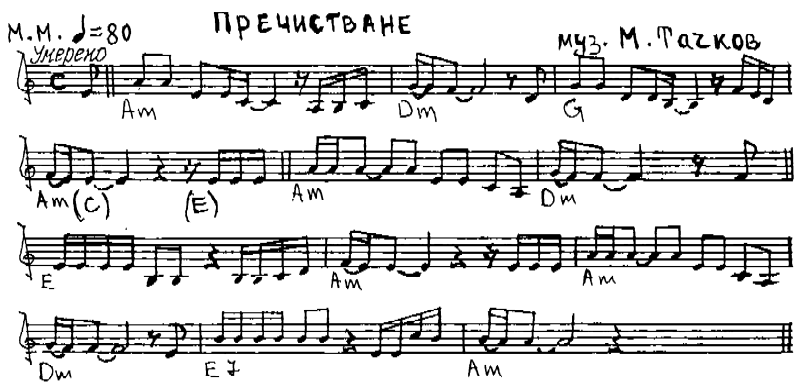 ПРЕЧИСТВАНЕ
М.М. ♩=80
Умерено
муз. М. Тачков
C
Am Dm G
Am (C) (E) Am Dm
E Am Am
Dm E7 Am